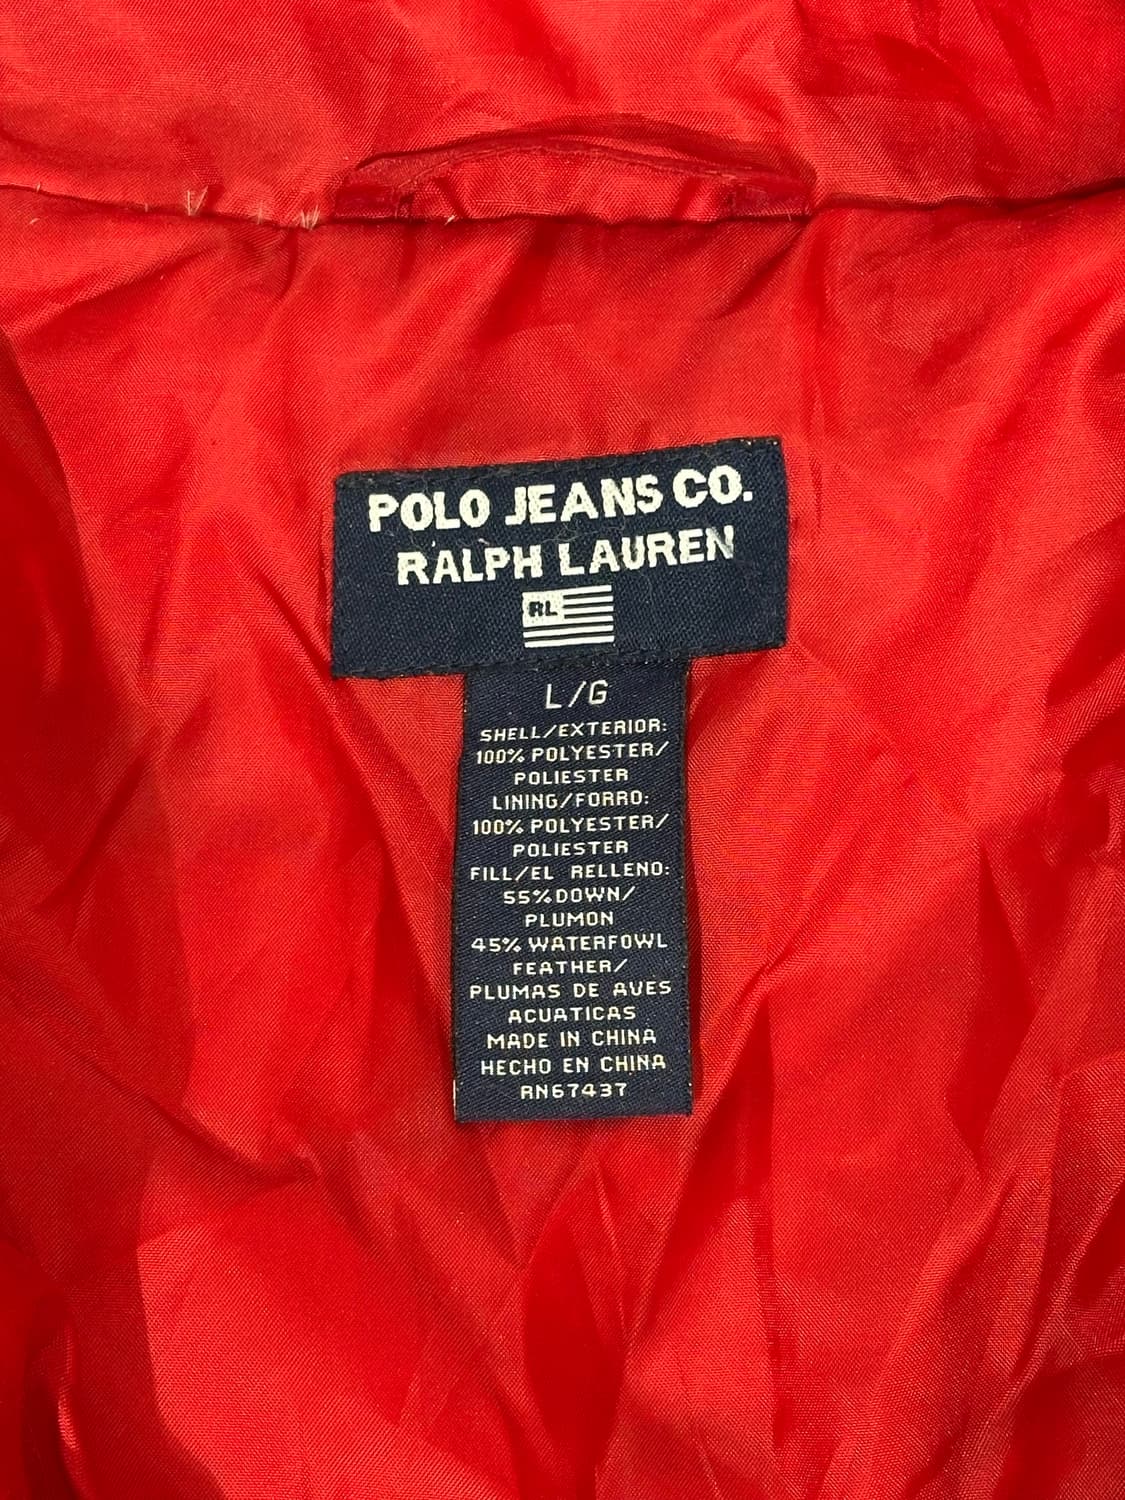 POLO JEANS CO.
RALPH LAUREN
RL
L/G
SHELL/EXTERIOR:
100% POLYESTER/
POLIESTER
LINING/FORRO:
100% POLYESTER/
POLIESTER
FILL/EL RELLENO:
55%DOWN/
PLUMON
45% WATERFOWL
FEATHER/
PLUMAS DE AVES
ACUATICAS
MADE IN CHINA
HECHO EN CHINA
RN67437